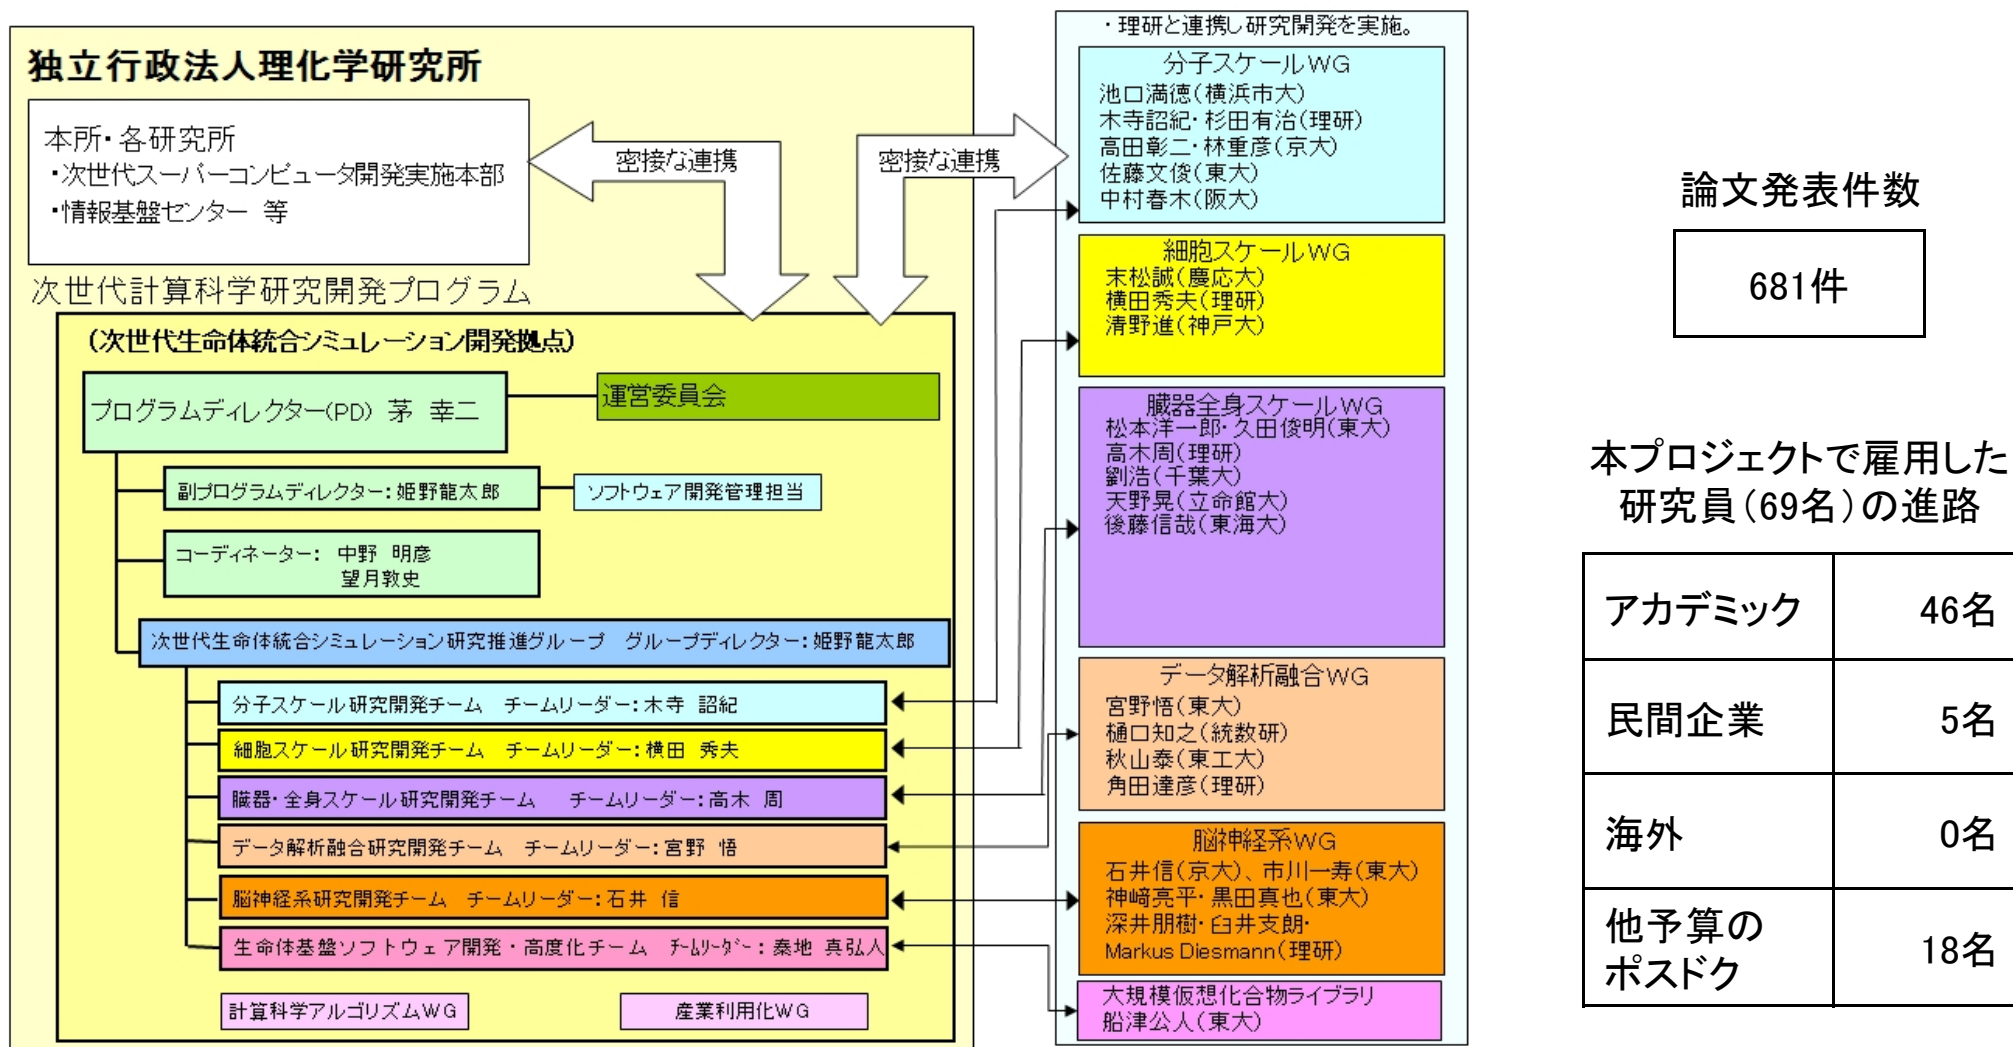 独立行政法人理化学研究所
本所・各研究所
・次世代スーパーコンピュータ開発実施本部
・情報基盤センター 等
密接な連携
密接な連携
次世代計算科学研究開発プログラム
(次世代生命体統合シミュレーション開発拠点)
プログラムディレクター(PD) 茅 幸二
運営委員会
副プログラムディレクター:姫野龍太郎
ソフトウェア開発管理担当
コーディネーター: 中野 明彦
望月敦史
次世代生命体統合シミュレーション研究推進グループ グループディレクター:姫野龍太郎
分子スケール研究開発チーム チームリーダー:木寺 詔紀
細胞スケール研究開発チーム チームリーダー:横田 秀夫
臓器・全身スケール研究開発チーム チームリーダー:高木 周
データ解析融合研究開発チーム チームリーダー:宮野 悟
脳神経系研究開発チーム チームリーダー:石井 信
生命体基盤ソフトウェア開発・高度化チーム チームリーダー:泰地 真弘人
計算科学アルゴリズムWG
産業利用化WG
・理研と連携し研究開発を実施。
分子スケールWG
池口満徳(横浜市大)
木寺詔紀・杉田有治(理研)
高田彰二・林重彦(京大)
佐藤文俊(東大)
中村春木(阪大)
細胞スケールWG
末松誠(慶応大)
横田秀夫(理研)
清野進(神戸大)
臓器全身スケールWG
松本洋一郎・久田俊明(東大)
高木周(理研)
劉浩(千葉大)
天野晃(立命館大)
後藤信哉(東海大)
データ解析融合WG
宮野悟(東大)
樋口知之(統数研)
秋山泰(東工大)
角田達彦(理研)
脳神経系WG
石井信(京大)、市川一寿(東大)
神崎亮平・黒田真也(東大)
深井朋樹・臼井支朗・
Markus Diesmann(理研)
大規模仮想化合物ライブラリ
船津公人(東大)
論文発表件数
681件
本プロジェクトで雇用した
研究員(69名)の進路
アカデミック 46名
民間企業 5名
海外 0名
他予算の
ポスドク 18名